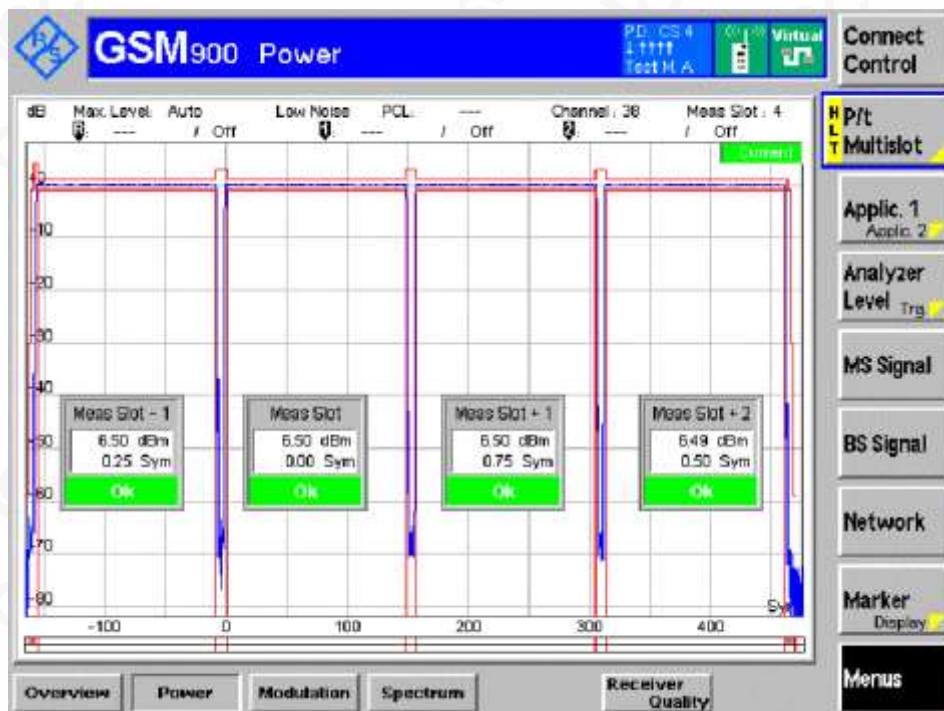 R S
GSM900 Power
P.D. CS 4
Test M. A.
Virtual
Connect
Control
dB Max. Level: Auto Low Noise PCL: --- Channel: 38 Meas Slot: 4
--- / Off 1 --- / Off 2 --- / Off
Current
HLT
P/t
Multislot
Applic. 1
Applic. 2
Analyzer
Level Trg.
MS Signal
BS Signal
Network
Marker
Display
Menus
-10
-20
-30
-40
-50
-60
-70
-80
Meas Slot - 1
6.50 dBm
0.25 Sym
Ok
Meas Slot
6.50 dBm
0.00 Sym
Ok
Meas Slot + 1
6.50 dBm
0.75 Sym
Ok
Meas Slot + 2
6.49 dBm
0.50 Sym
Ok
-100 0 100 200 300 400
Overview Power Modulation Spectrum Receiver
Quality